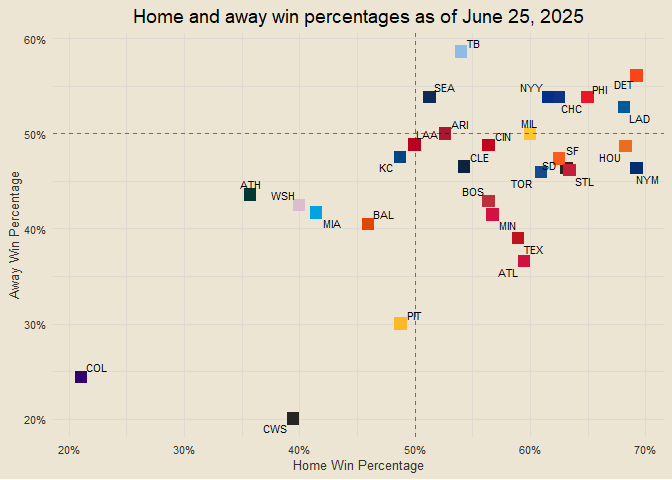 Home and away win percentages as of June 25, 2025
60%
TB
DET
SEA
NYY
PHI
CHC
LAD
50%
LAA
ARI
MIL
CIN
KC
CLE
SF
HOU
SD
ATH
WSH
TOR
STL
NYM
BOS
MIA
BAL
MIN
40%
TEX
ATL
30%
PIT
COL
20%
CWS
20%
30%
40%
50%
60%
70%
Home Win Percentage
Away Win Percentage